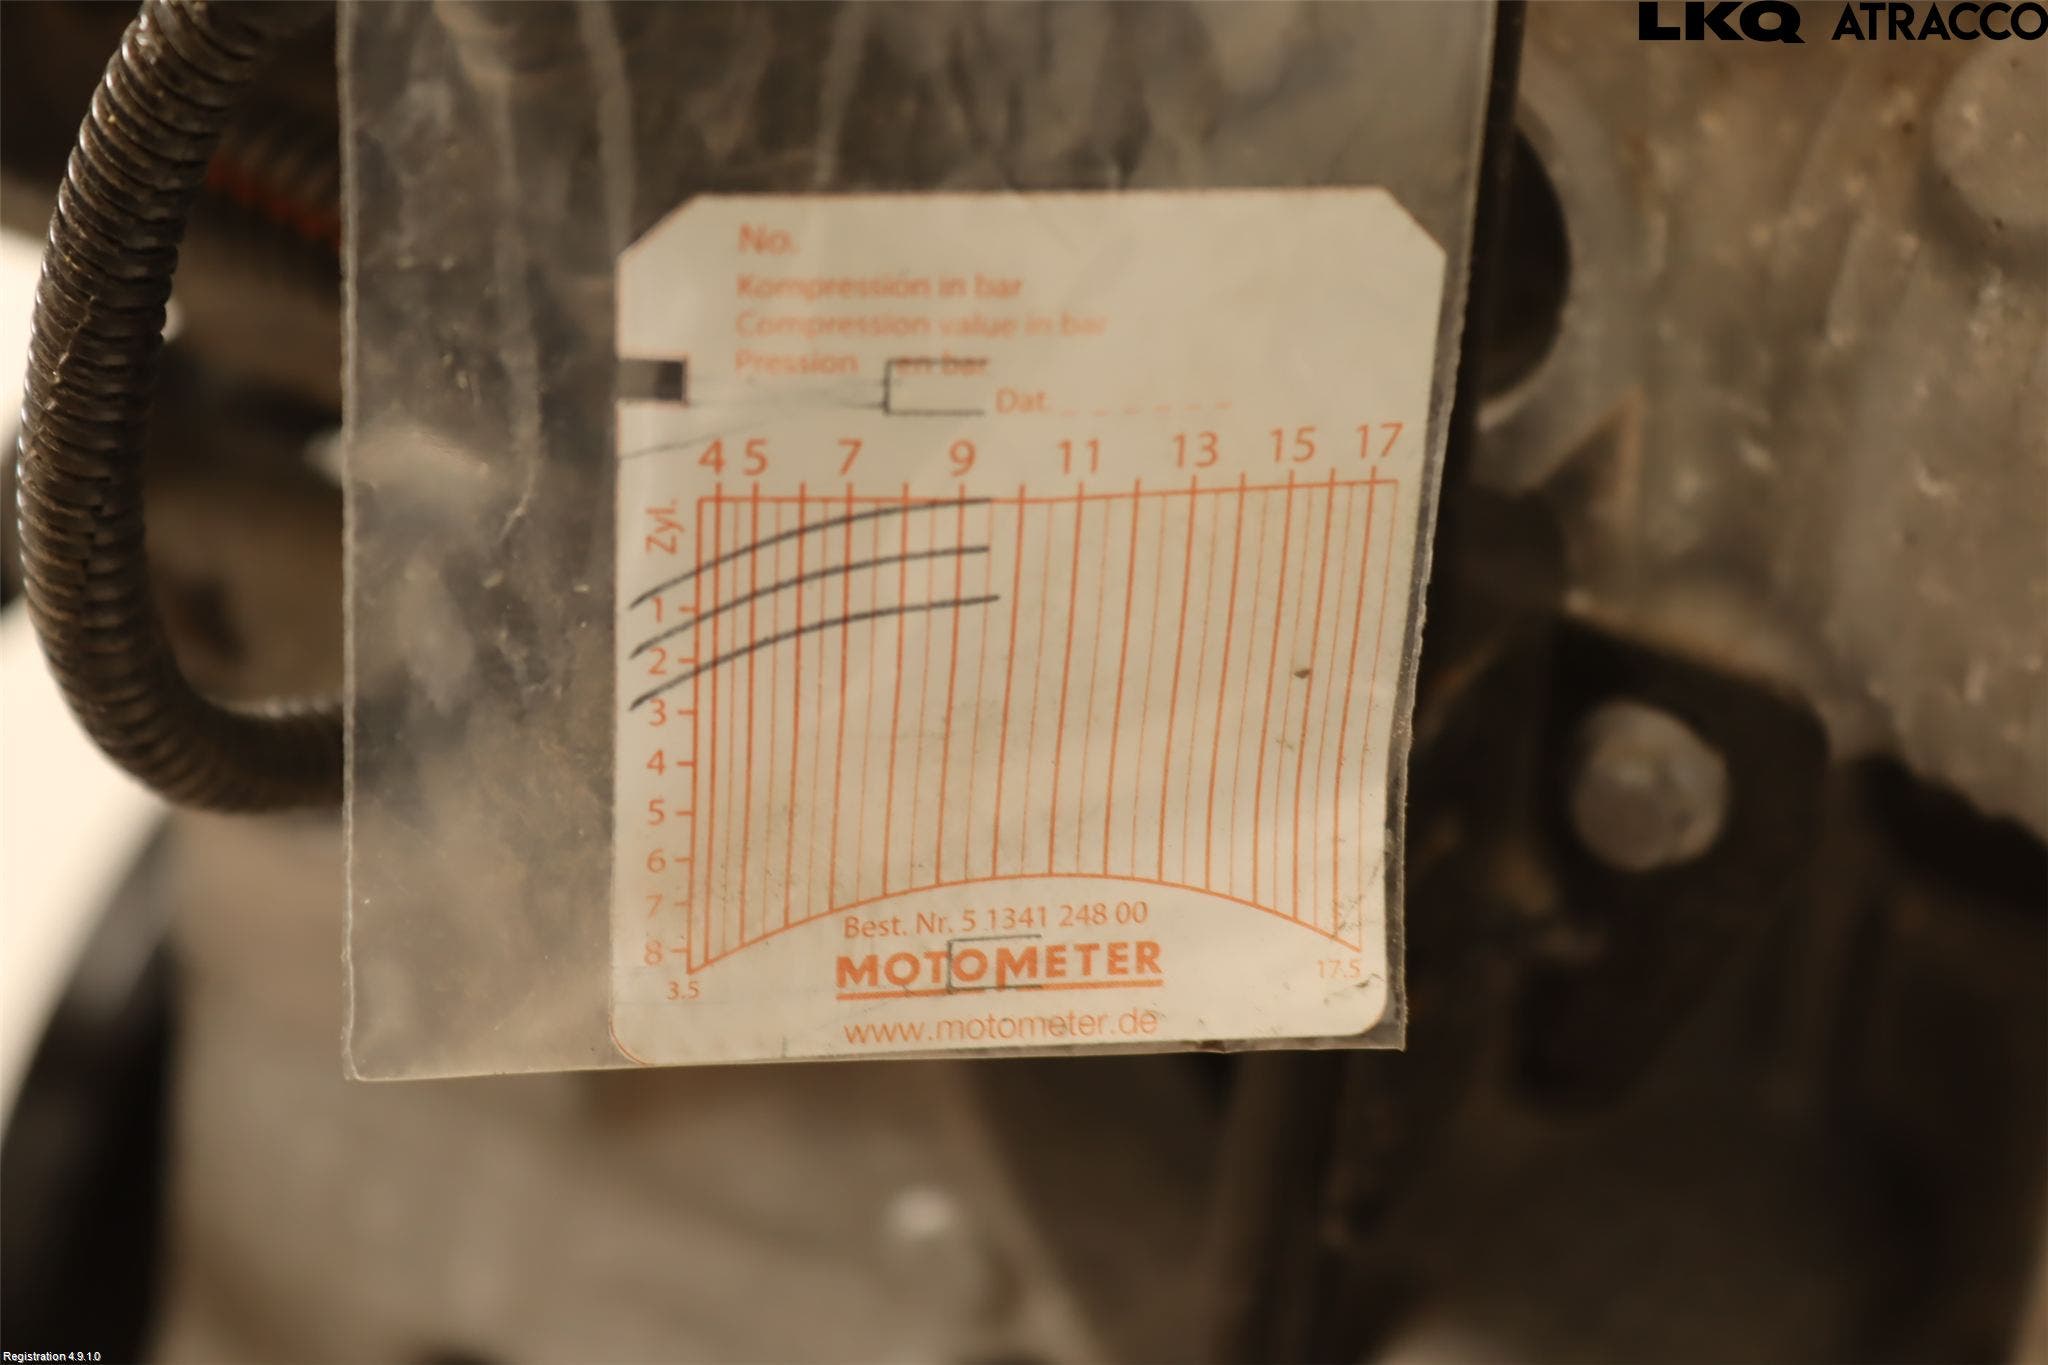 LKQ ATRACCO
No.
Kompression in bar
Compression value in bar
Pression en bar
Dat.
4 5 7 9 11 13 15 17
Zyl.
1
2
3
4
5
6
7
8
3.5
17.5
Best. Nr. 5 1341 248 00
MOTOMETER
www.motometer.de
Registration 4.9.1.0